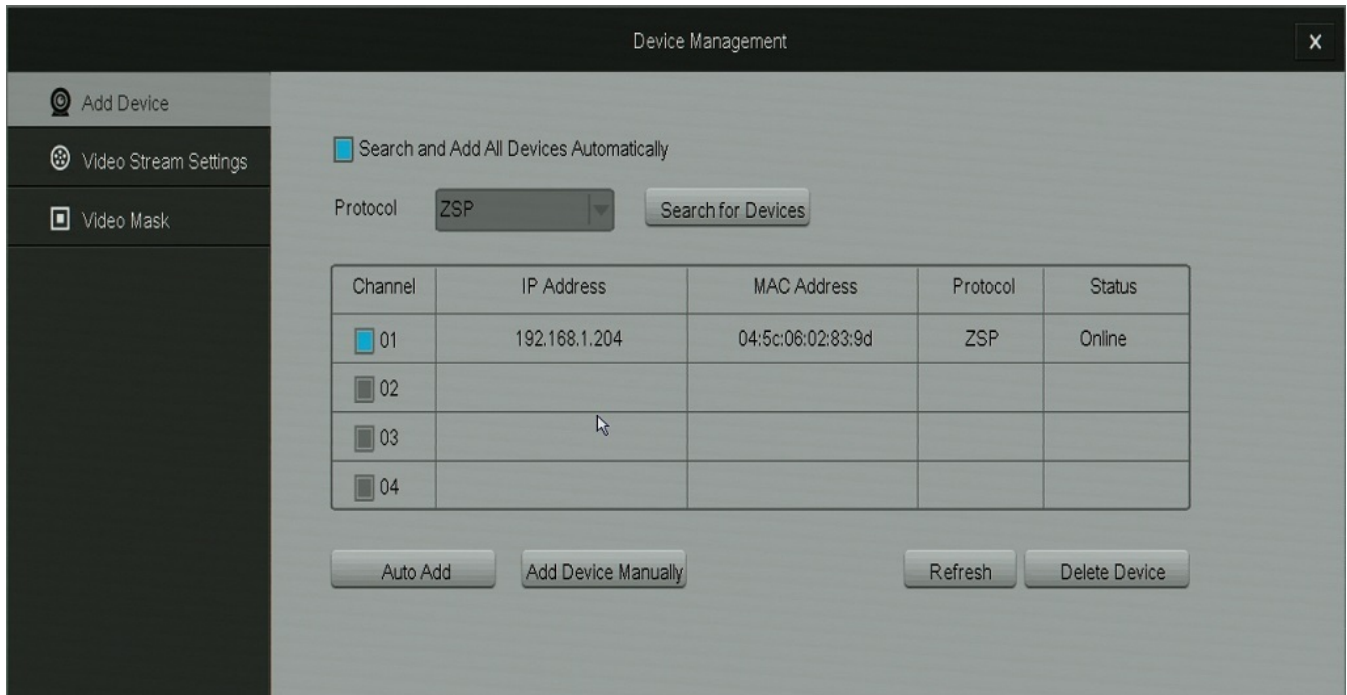 Device Management
X
Add Device
Video Stream Settings
Video Mask
Search and Add All Devices Automatically
Protocol ZSP Search for Devices
Channel IP Address MAC Address Protocol Status
01 192.168.1.204 04:5c:06:02:83:9d ZSP Online
02
03
04
Auto Add Add Device Manually Refresh Delete Device